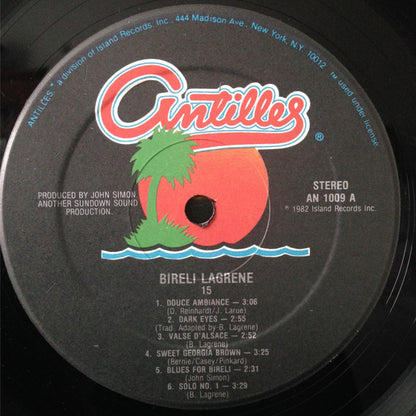 ANTILLES, ® a division of Island Records, Inc. 444 Madison Ave., New York, N.Y. 10012 ™ used under license
antilles ®
PRODUCED BY JOHN SIMON
ANOTHER SUNDOWN SOUND
PRODUCTION.
STEREO
AN 1009 A
℗ 1982 Island Records Inc.
BIRELI LAGRENE
15
1. DOUCE AMBIANCE — 3:06
(D. Reinhardt/J. Larue)
2. DARK EYES — 2:55
(Trad. Adapted by B. Lagrene)
3. VALSE D'ALSACE — 2:52
(B. Lagrene)
4. SWEET GEORGIA BROWN — 3:25
(Bernie/Casey/Pinkard)
5. BLUES FOR BIRELI — 2:31
(John Simon)
6. SOLO NO. 1 — 3:29
(B. Lagrene)